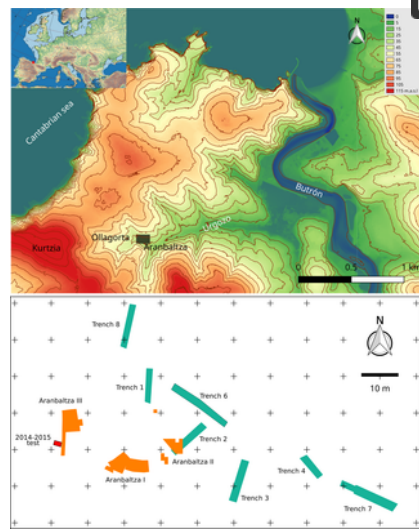 N
Cantabrian sea
Butrón
Urgozo
Ollagorta
Kurtzia
Aranbaltza
0 0.5 1 km
N
Trench 8
10 m
Trench 1
Trench 6
Aranbaltza III
2014-2015
test
Trench 2
Aranbaltza II
Aranbaltza I
Trench 4
Trench 3
Trench 7